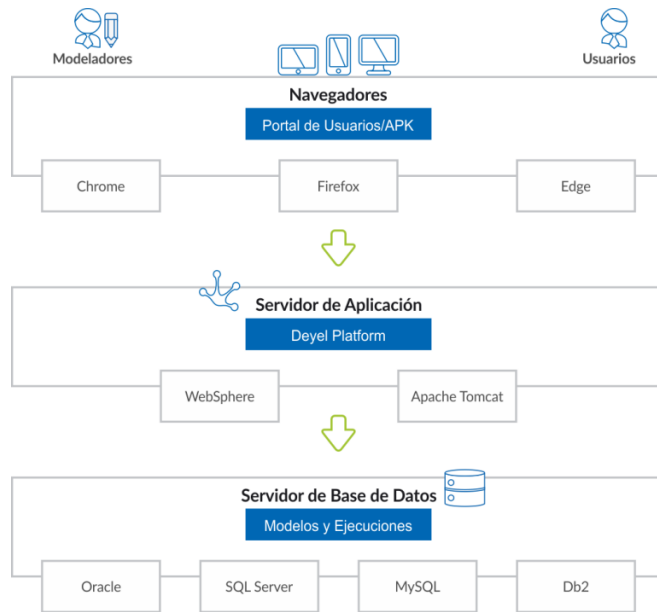 Modeladores
Usuarios
Navegadores
Portal de Usuarios/APK
Chrome
Firefox
Edge
Servidor de Aplicación
Deyel Platform
WebSphere
Apache Tomcat
Servidor de Base de Datos
Modelos y Ejecuciones
Oracle
SQL Server
MySQL
Db2